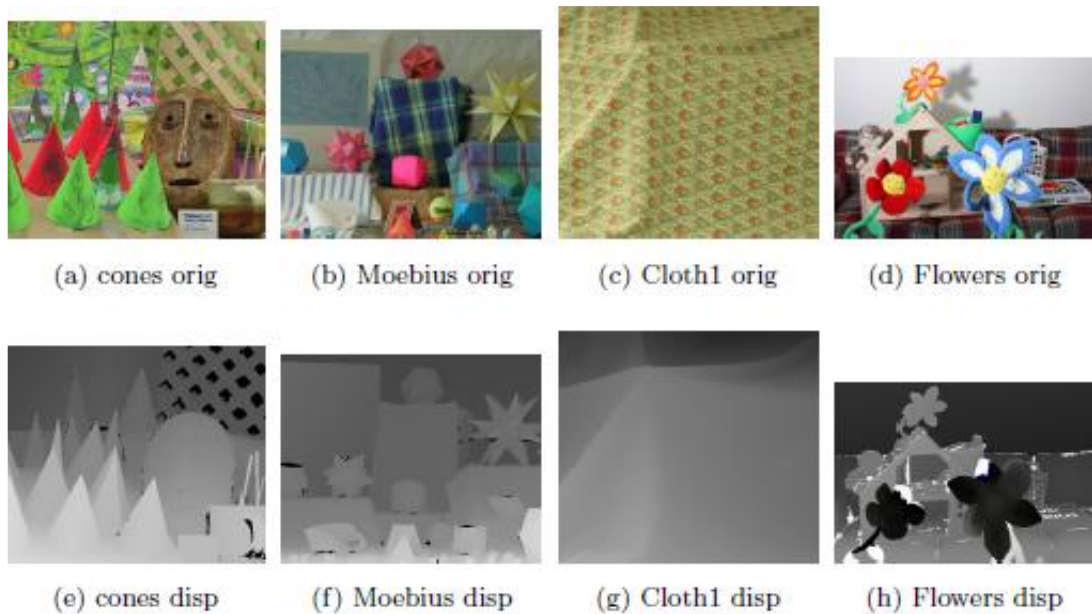 (a) cones orig
(b) Moebius orig
(c) Cloth1 orig
(d) Flowers orig
(e) cones disp
(f) Moebius disp
(g) Cloth1 disp
(h) Flowers disp